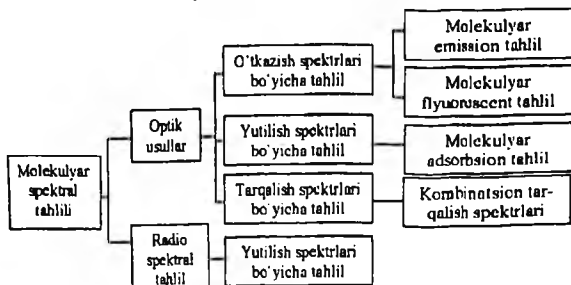 Molekulyar
spektral
tahlili
Optik
usullar
Radio
spektral
tahlil
O'tkazish spektrlari
bo'yicha tahlil
Yutilish spektrlari
bo'yicha tahlil
Tarqalish spektrlari
bo'yicha tahlil
Yutilish spektrlari
bo'yicha tahlil
Molekulyar
emission tahlil
Molekulyar
flyuoroscent tahlil
Molekulyar
adsorbsion tahlil
Kombinatsion tar-
qalish spektrlari